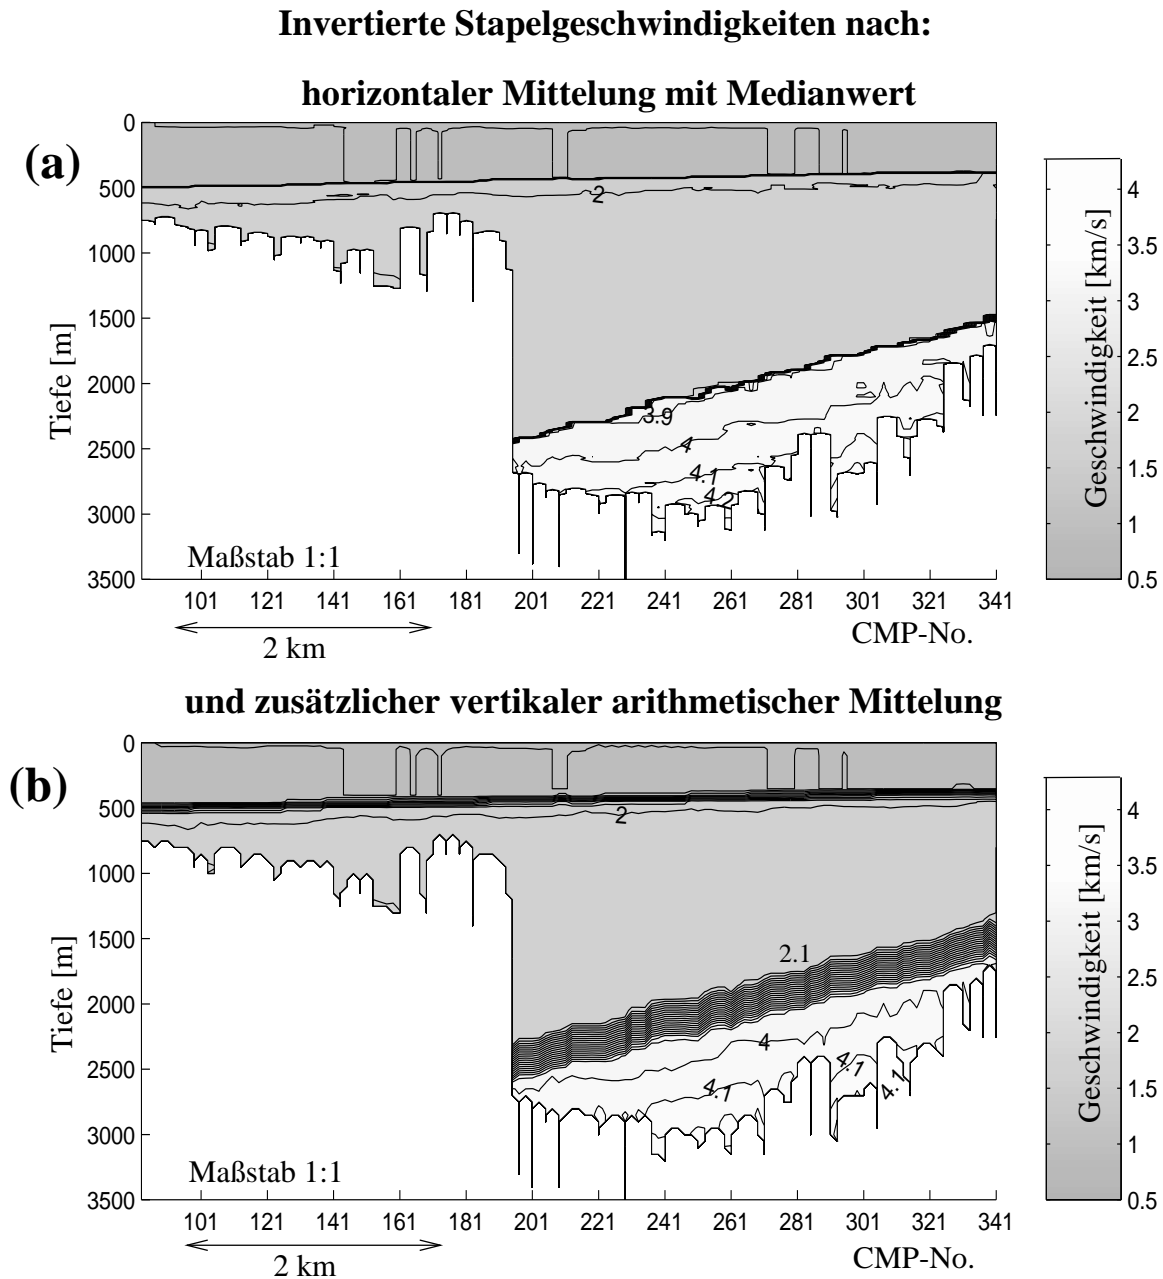 Invertierte Stapelgeschwindigkeiten nach:
horizontaler Mittelung mit Medianwert
(a)
0
500
1000
1500
2000
2500
3000
3500
Tiefe [m]
2
3.9
4
4.1
4.2
Maßstab 1:1
101 121 141 161 181 201 221 241 261 281 301 321 341
2 km
CMP-No.
4
3.5
3
2.5
2
1.5
1
0.5
Geschwindigkeit [km/s]
und zusätzlicher vertikaler arithmetischer Mittelung
(b)
0
500
1000
1500
2000
2500
3000
3500
Tiefe [m]
2
2.1
4
4.1
4.1
4.1
Maßstab 1:1
101 121 141 161 181 201 221 241 261 281 301 321 341
2 km
CMP-No.
4
3.5
3
2.5
2
1.5
1
0.5
Geschwindigkeit [km/s]